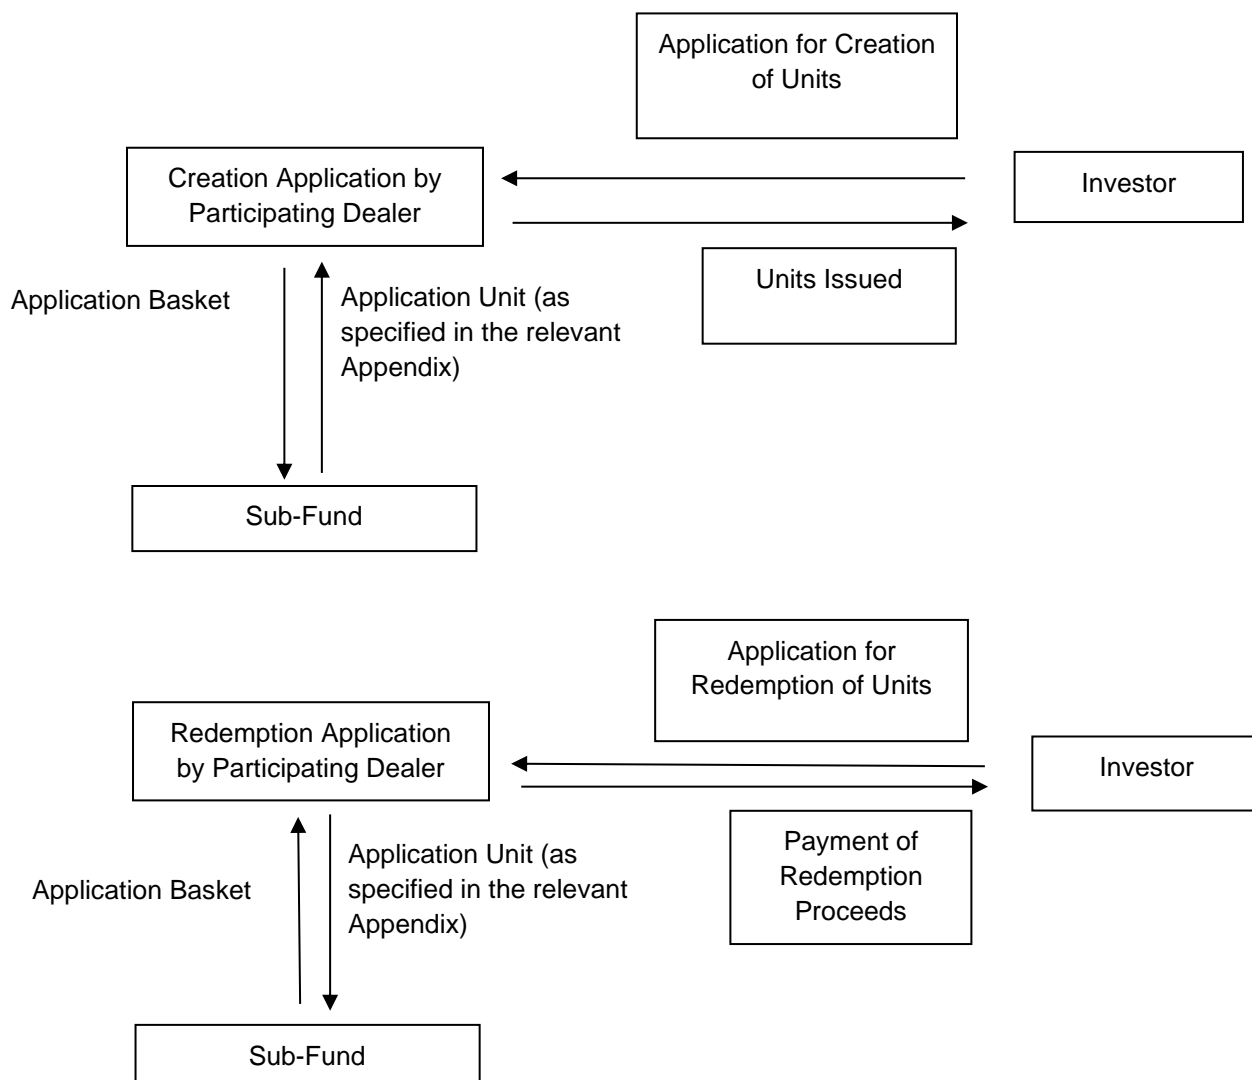 Application for Creation
of Units
Creation Application by
Participating Dealer
Investor
Units Issued
Application Basket
Application Unit (as
specified in the relevant
Appendix)
Sub-Fund
Application for
Redemption of Units
Redemption Application
by Participating Dealer
Investor
Payment of
Redemption
Proceeds
Application Basket
Application Unit (as
specified in the relevant
Appendix)
Sub-Fund